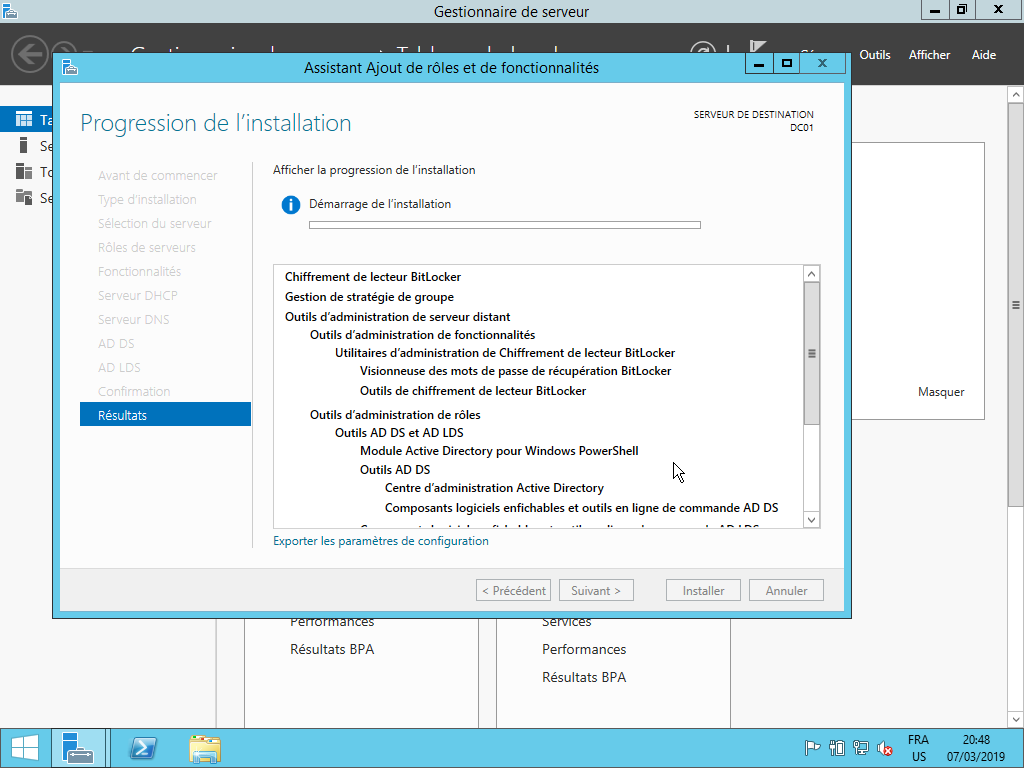 Gestionnaire de serveur
Outils
Afficher
Aide
Assistant Ajout de rôles et de fonctionnalités
Progression de l’installation
SERVEUR DE DESTINATION
DC01
Avant de commencer
Type d’installation
Sélection du serveur
Rôles de serveurs
Fonctionnalités
Serveur DHCP
Serveur DNS
AD DS
AD LDS
Confirmation
Résultats
Afficher la progression de l’installation
Démarrage de l’installation
Chiffrement de lecteur BitLocker
Gestion de stratégie de groupe
Outils d’administration de serveur distant
Outils d’administration de fonctionnalités
Utilitaires d’administration de Chiffrement de lecteur BitLocker
Visionneuse des mots de passe de récupération BitLocker
Outils de chiffrement de lecteur BitLocker
Outils d’administration de rôles
Outils AD DS et AD LDS
Module Active Directory pour Windows PowerShell
Outils AD DS
Centre d’administration Active Directory
Composants logiciels enfichables et outils en ligne de commande AD DS
Exporter les paramètres de configuration
< Précédent
Suivant >
Installer
Annuler
Masquer
Performances
Résultats BPA
Services
Performances
Résultats BPA
FRA
US
20:48
07/03/2019